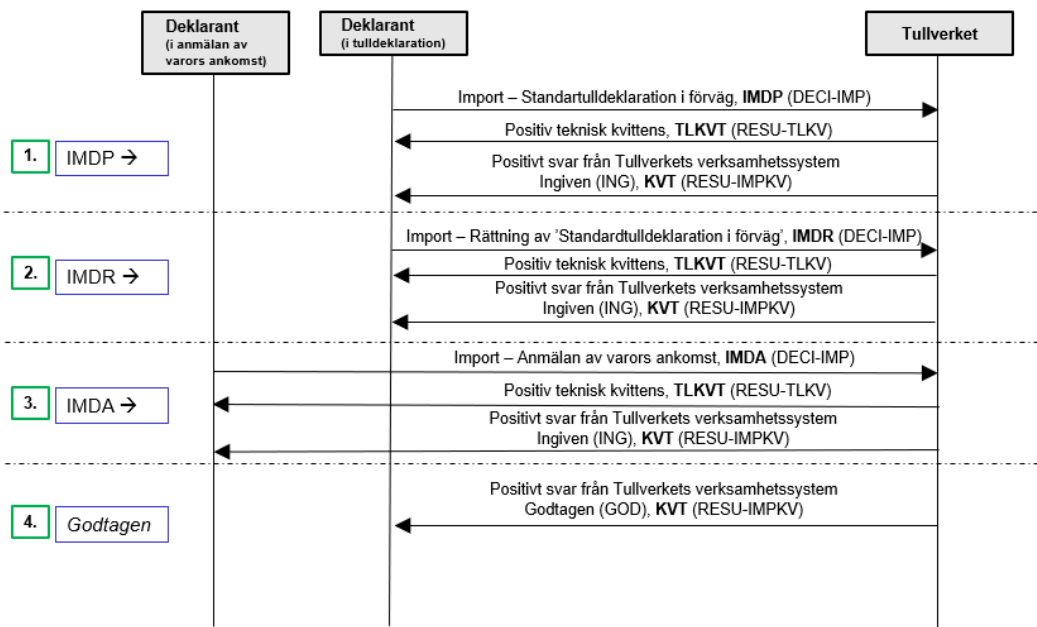 Deklarant
(i anmälan av
varors ankomst)
Deklarant
(i tulldeklaration)
Tullverket
Import – Standartulldeklaration i förväg, IMDP (DECI-IMP)
Positiv teknisk kvittens, TLKVT (RESU-TLKV)
1.
IMDP →
Positivt svar från Tullverkets verksamhetssystem
Ingiven (ING), KVT (RESU-IMPKV)
Import – Rättning av 'Standardtulldeklaration i förväg', IMDR (DECI-IMP)
Positiv teknisk kvittens, TLKVT (RESU-TLKV)
2.
IMDR →
Positivt svar från Tullverkets verksamhetssystem
Ingiven (ING), KVT (RESU-IMPKV)
Import – Anmälan av varors ankomst, IMDA (DECI-IMP)
Positiv teknisk kvittens, TLKVT (RESU-TLKV)
3.
IMDA →
Positivt svar från Tullverkets verksamhetssystem
Ingiven (ING), KVT (RESU-IMPKV)
Positivt svar från Tullverkets verksamhetssystem
Godtagen (GOD), KVT (RESU-IMPKV)
4.
Godtagen